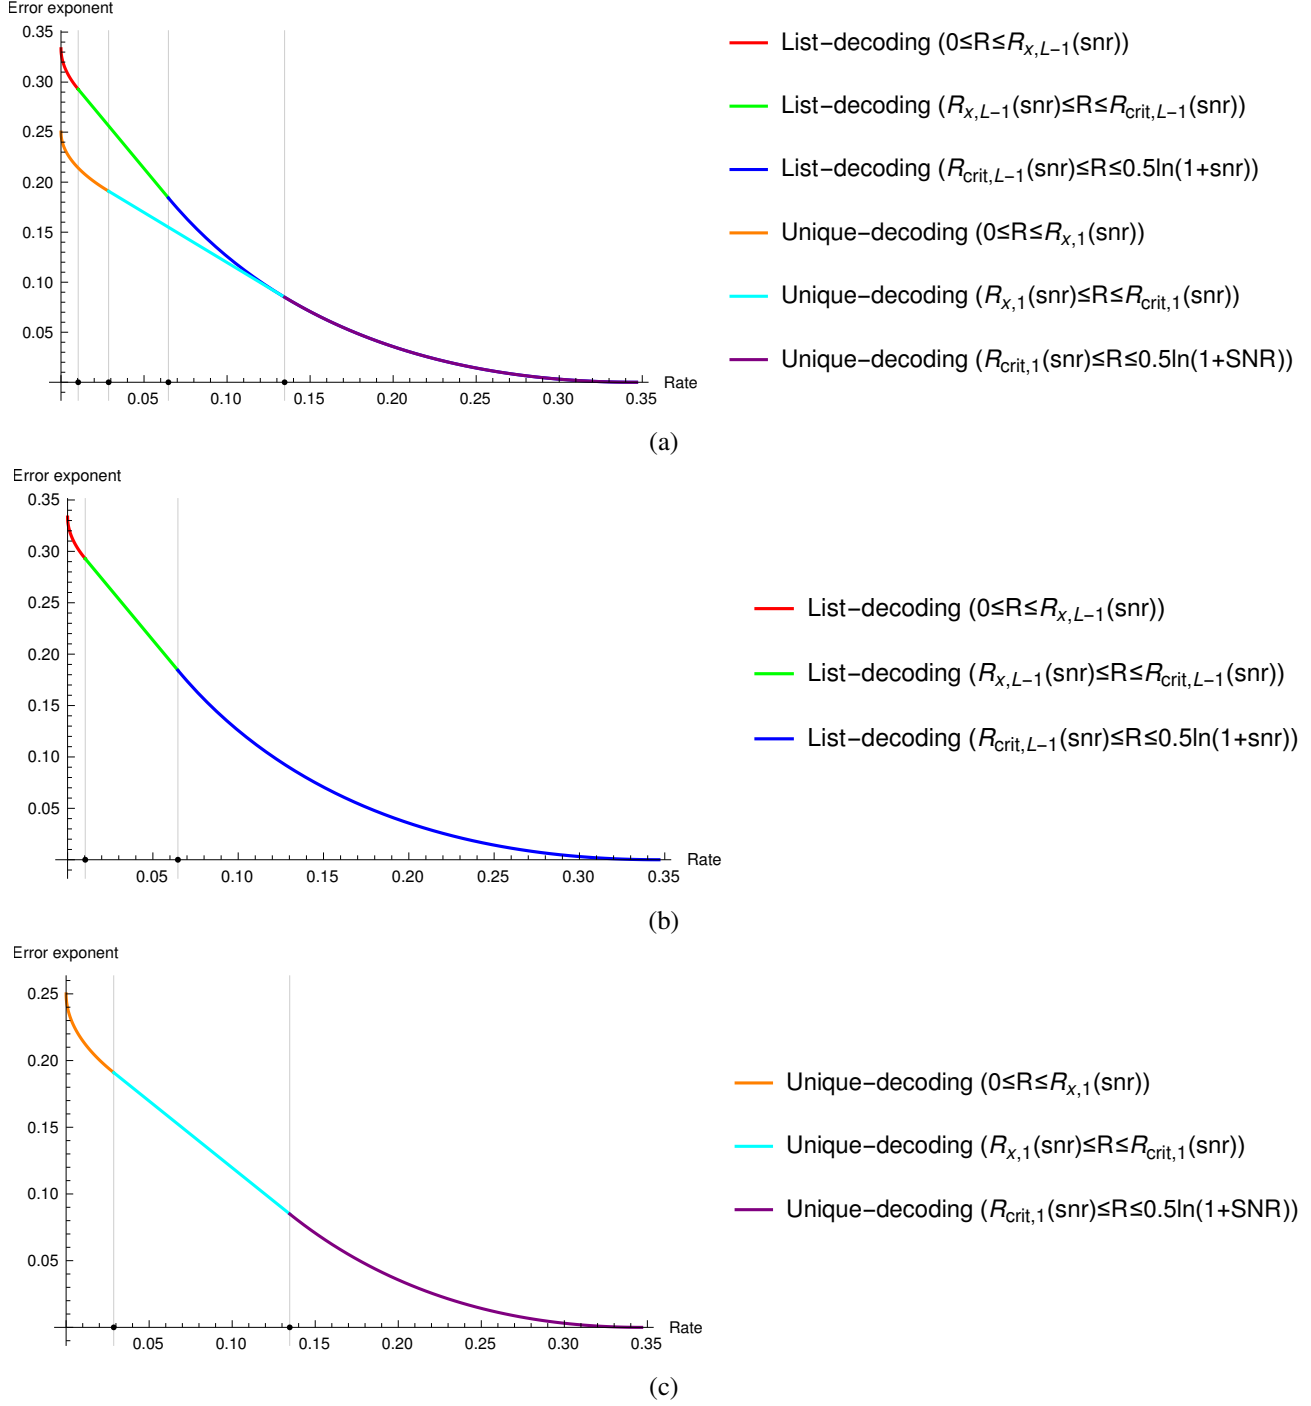 Error exponent
0.35
0.30
0.25
0.20
0.15
0.10
0.05
0.05 0.10 0.15 0.20 0.25 0.30 0.35
Rate
List−decoding (0≤R≤R_{x,L−1}(snr))
List−decoding (R_{x,L−1}(snr)≤R≤R_{crit,L−1}(snr))
List−decoding (R_{crit,L−1}(snr)≤R≤0.5ln(1+snr))
Unique−decoding (0≤R≤R_{x,1}(snr))
Unique−decoding (R_{x,1}(snr)≤R≤R_{crit,1}(snr))
Unique−decoding (R_{crit,1}(snr)≤R≤0.5ln(1+SNR))
(a)
Error exponent
0.35
0.30
0.25
0.20
0.15
0.10
0.05
0.05 0.10 0.15 0.20 0.25 0.30 0.35
Rate
List−decoding (0≤R≤R_{x,L−1}(snr))
List−decoding (R_{x,L−1}(snr)≤R≤R_{crit,L−1}(snr))
List−decoding (R_{crit,L−1}(snr)≤R≤0.5ln(1+snr))
(b)
Error exponent
0.25
0.20
0.15
0.10
0.05
0.05 0.10 0.15 0.20 0.25 0.30 0.35
Rate
Unique−decoding (0≤R≤R_{x,1}(snr))
Unique−decoding (R_{x,1}(snr)≤R≤R_{crit,1}(snr))
Unique−decoding (R_{crit,1}(snr)≤R≤0.5ln(1+SNR))
(c)